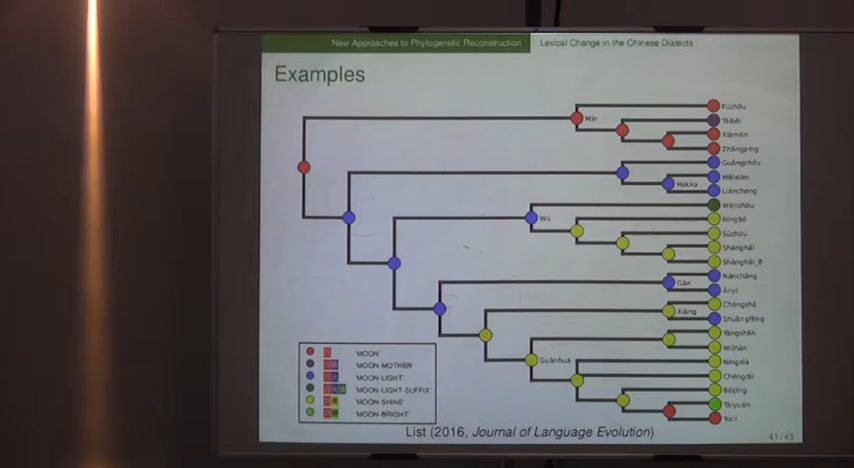 New Approaches to Phylogenetic Reconstruction
Lexical Change in the Chinese Dialects
Examples
Fúzhōu
Mǐn
Táiběi
Xiàmén
Zhāngpíng
Guǎngzhōu
Méixiàn
Hakka
Liánchéng
Wēnzhōu
Wú
Níngbō
Sūzhōu
Shànghǎi
Shànghǎi_B
Nánchāng
Gàn
Ānyì
Chángshā
Xiāng
Shuāngfēng
Wǔhàn
Guānhuà
Níngxià
Chéngdū
Běijīng
Tàiyuán
Yúcì
'MOON'
'MOON-MOTHER'
'MOON-LIGHT'
'MOON-LIGHT-SUFFIX'
'MOON-SHINE'
'MOON-BRIGHT'
List (2016, Journal of Language Evolution)
41/45